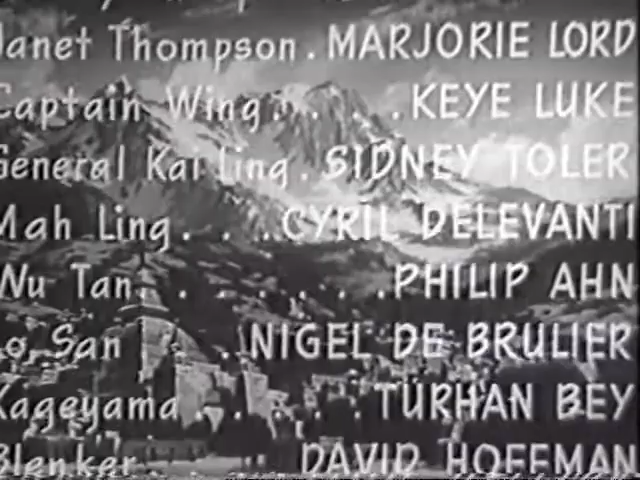 Janet Thompson . MARJORIE LORD
Captain Wing . . . . . KEYE LUKE
General Kai Ling . SIDNEY TOLER
Mah Ling . . . . CYRIL DELEVANTI
Wu Tan . . . . . . . PHILIP AHN
San . . NIGEL DE BRULIER
Kageyama . . . . . TURHAN BEY
Blenker DAVID HOFFMAN